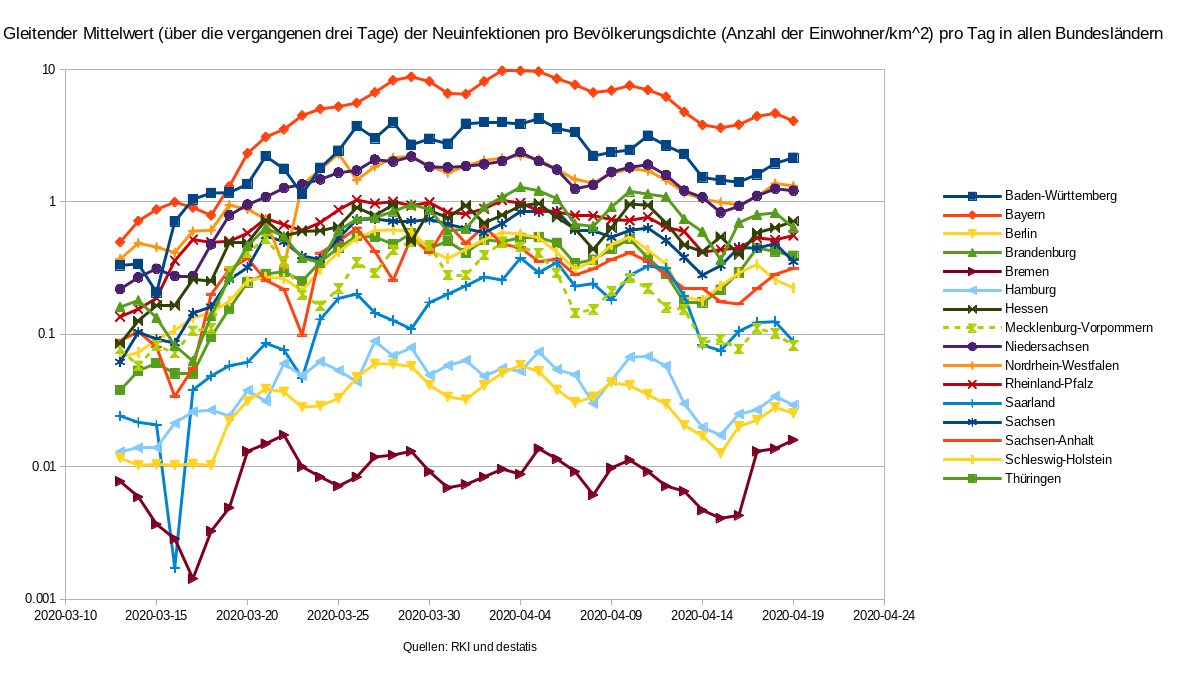 Gleitender Mittelwert (über die vergangenen drei Tage) der Neuinfektionen pro Bevölkerungsdichte (Anzahl der Einwohner/km^2) pro Tag in allen Bundesländern
10
1
0.1
0.01
0.001
2020-03-10 2020-03-15 2020-03-20 2020-03-25 2020-03-30 2020-04-04 2020-04-09 2020-04-14 2020-04-19 2020-04-24
Quellen: RKI und destatis
Baden-Württemberg
Bayern
Berlin
Brandenburg
Bremen
Hamburg
Hessen
Mecklenburg-Vorpommern
Niedersachsen
Nordrhein-Westfalen
Rheinland-Pfalz
Saarland
Sachsen
Sachsen-Anhalt
Schleswig-Holstein
Thüringen